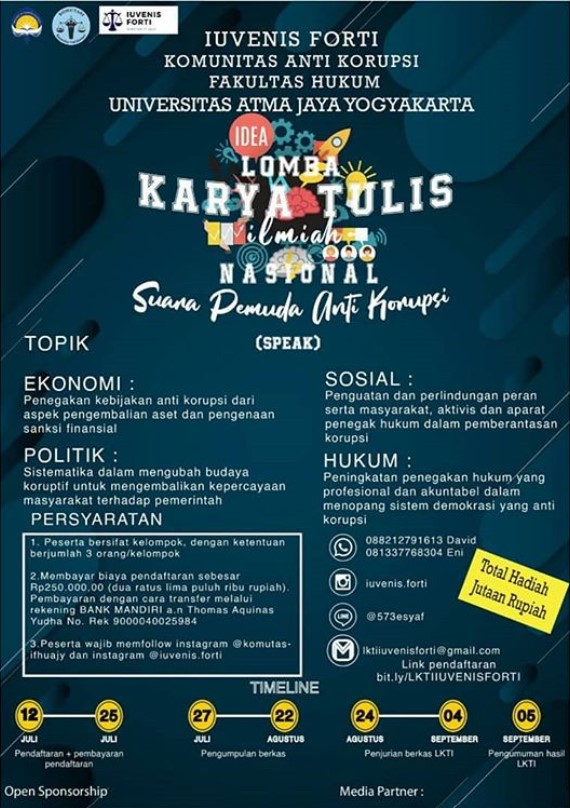 IUVENIS
FORTI
IUVENIS FORTI
KOMUNITAS ANTI KORUPSI
FAKULTAS HUKUM
UNIVERSITAS ATMA JAYA YOGYAKARTA
IDEA
LOMBA
KARYA TULIS
ilmiah
NASIONAL
Suara Pemuda Anti Korupsi
(SPEAK)
TOPIK
EKONOMI :
Penegakan kebijakan anti korupsi dari
aspek pengembalian aset dan pengenaan
sanksi finansial
POLITIK :
Sistematika dalam mengubah budaya
koruptif untuk mengembalikan kepercayaan
masyarakat terhadap pemerintah
SOSIAL :
Penguatan dan perlindungan peran
serta masyarakat, aktivis dan aparat
penegak hukum dalam pemberantasan
korupsi
HUKUM :
Peningkatan penegakan hukum yang
profesional dan akuntabel dalam
menopang sistem demokrasi yang anti
korupsi
PERSYARATAN
1. Peserta bersifat kelompok, dengan ketentuan
berjumlah 3 orang/kelompok
2.Membayar biaya pendaftaran sebesar
Rp250.000.00 (dua ratus lima puluh ribu rupiah).
Pembayaran dengan cara transfer melalui
rekening BANK MANDIRI a.n Thomas Aquinas
Yudha No. Rek 9000040025984
3.Peserta wajib memfollow instagram @komutas-
ifhuajy dan instagram @iuvenis.forti
088212791613 David
081337768304 Eni
iuvenis.forti
LINE
@573esyaf
lktiiuvenisforti@gmail.com
Link pendaftaran
bit.ly/LKTIIUVENISFORTI
Total Hadiah
Jutaan Rupiah
TIMELINE
12 25 27 22 24 04 05
JULI JULI JULI AGUSTUS AGUSTUS SEPTEMBER SEPTEMBER
Pendaftaran + pembayaran
pendaftaran
Pengumpulan berkas
Penjurian berkas LKTI
Pengumuman hasil
LKTI
Open Sponsorship
Media Partner :